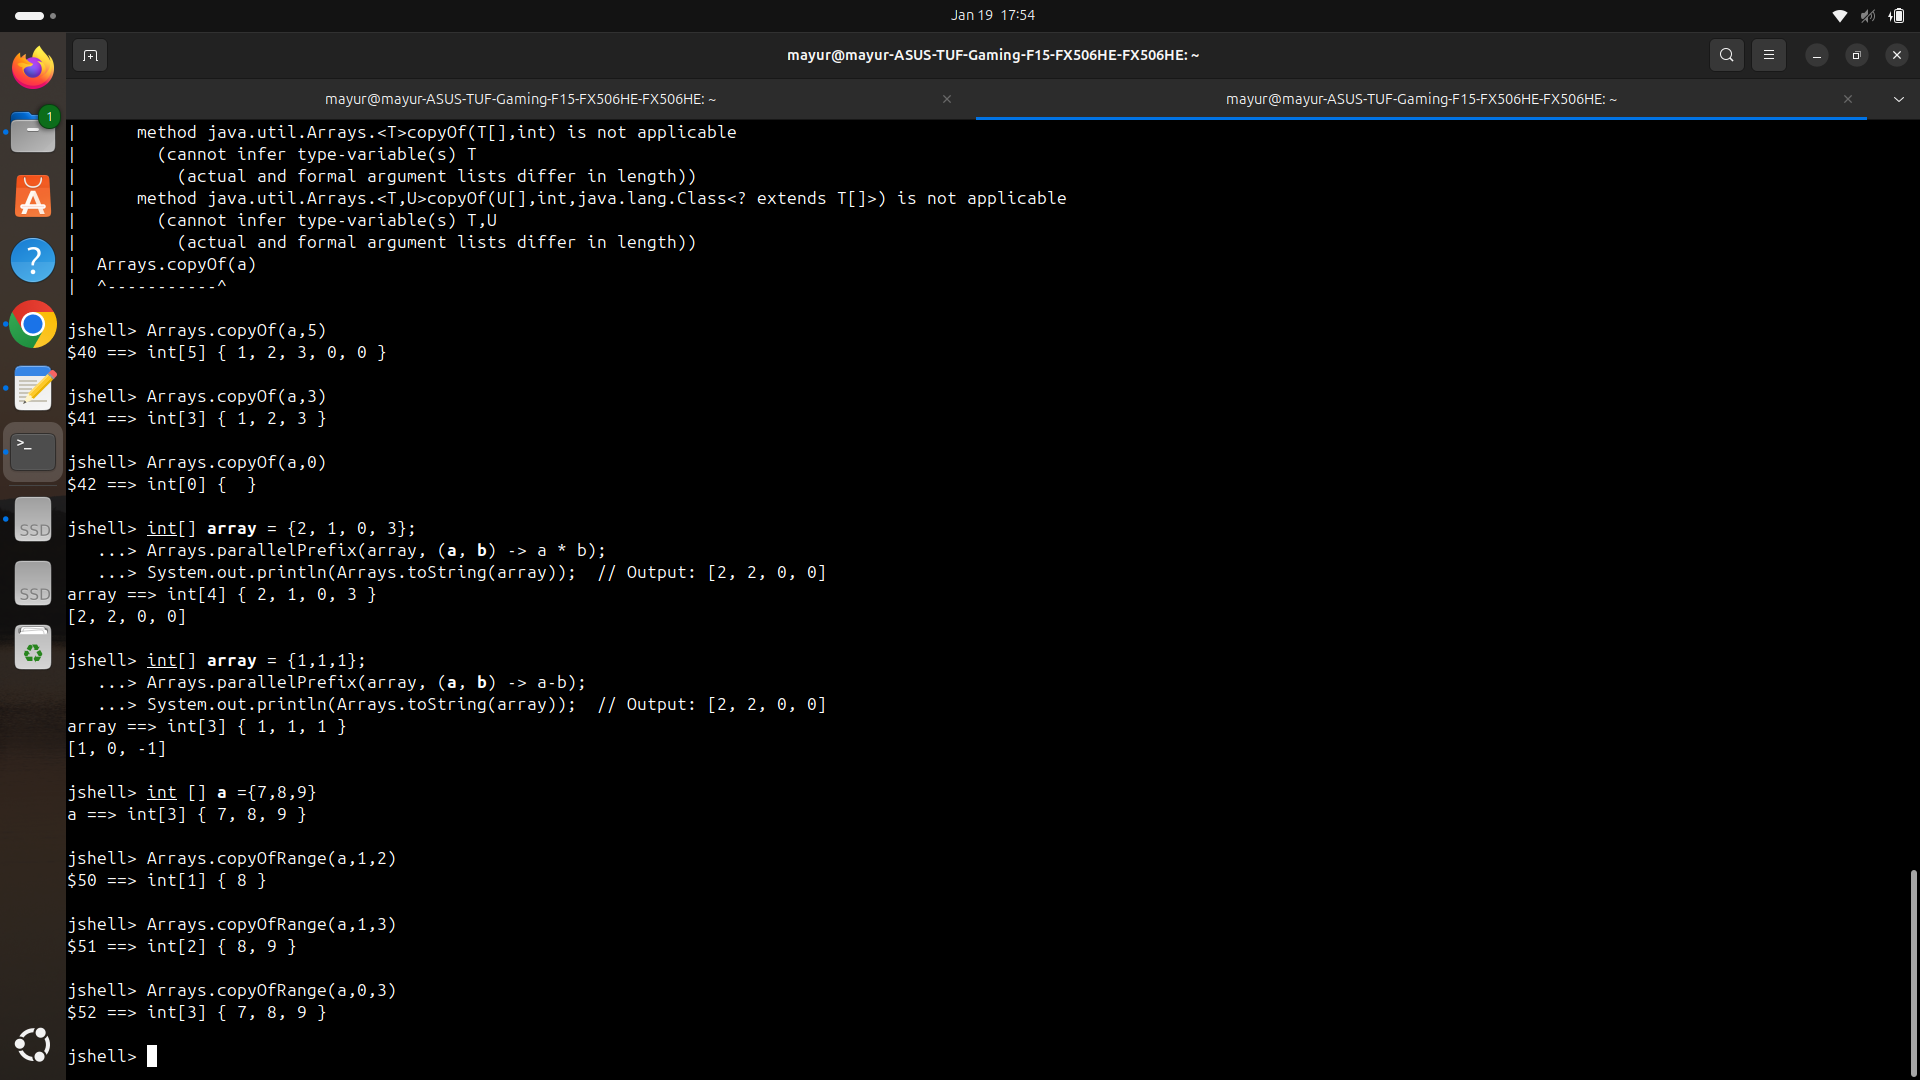 Jan 19 17:54
mayur@mayur-ASUS-TUF-Gaming-F15-FX506HE-FX506HE: ~
mayur@mayur-ASUS-TUF-Gaming-F15-FX506HE-FX506HE: ~
mayur@mayur-ASUS-TUF-Gaming-F15-FX506HE-FX506HE: ~
1
SSD
SSD
|      method java.util.Arrays.<T>copyOf(T[],int) is not applicable
|        (cannot infer type-variable(s) T
|          (actual and formal argument lists differ in length))
|      method java.util.Arrays.<T,U>copyOf(U[],int,java.lang.Class<? extends T[]>) is not applicable
|        (cannot infer type-variable(s) T,U
|          (actual and formal argument lists differ in length))
|  Arrays.copyOf(a)
|  ^-----------^
jshell> Arrays.copyOf(a,5)
$40 ==> int[5] { 1, 2, 3, 0, 0 }
jshell> Arrays.copyOf(a,3)
$41 ==> int[3] { 1, 2, 3 }
jshell> Arrays.copyOf(a,0)
$42 ==> int[0] {  }
jshell> int[] array = {2, 1, 0, 3};
   ...> Arrays.parallelPrefix(array, (a, b) -> a * b);
   ...> System.out.println(Arrays.toString(array));  // Output: [2, 2, 0, 0]
array ==> int[4] { 2, 1, 0, 3 }
[2, 2, 0, 0]
jshell> int[] array = {1,1,1};
   ...> Arrays.parallelPrefix(array, (a, b) -> a-b);
   ...> System.out.println(Arrays.toString(array));  // Output: [2, 2, 0, 0]
array ==> int[3] { 1, 1, 1 }
[1, 0, -1]
jshell> int [] a ={7,8,9}
a ==> int[3] { 7, 8, 9 }
jshell> Arrays.copyOfRange(a,1,2)
$50 ==> int[1] { 8 }
jshell> Arrays.copyOfRange(a,1,3)
$51 ==> int[2] { 8, 9 }
jshell> Arrays.copyOfRange(a,0,3)
$52 ==> int[3] { 7, 8, 9 }
jshell>